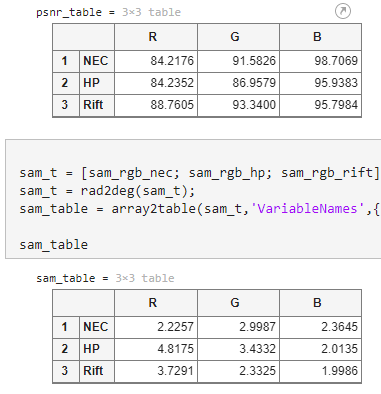 psnr_table = 3×3 table
R G B
1 NEC 84.2176 91.5826 98.7069
2 HP 84.2352 86.9579 95.9383
3 Rift 88.7605 93.3400 95.7984
sam_t = [sam_rgb_nec; sam_rgb_hp; sam_rgb_rift]
sam_t = rad2deg(sam_t);
sam_table = array2table(sam_t,'VariableNames',{
sam_table
sam_table = 3×3 table
R G B
1 NEC 2.2257 2.9987 2.3645
2 HP 4.8175 3.4332 2.0135
3 Rift 3.7291 2.3325 1.9986